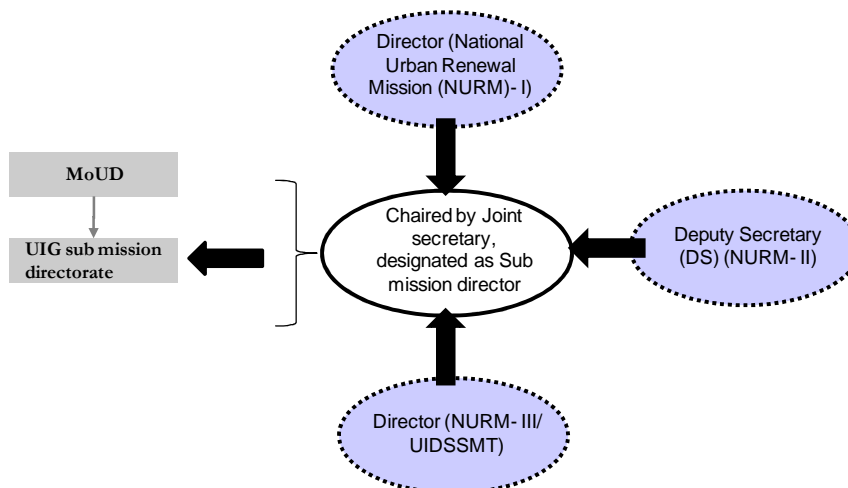 Director (National
Urban Renewal
Mission (NURM)- I)
MoUD
UIG sub mission
directorate
Chaired by Joint
secretary,
designated as Sub
mission director
Deputy Secretary
(DS) (NURM- II)
Director (NURM- III/
UIDSSMT)